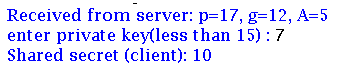 Received from server: p=17, g=12, A=5
enter private key(less than 15) : 7
Shared secret (client): 10